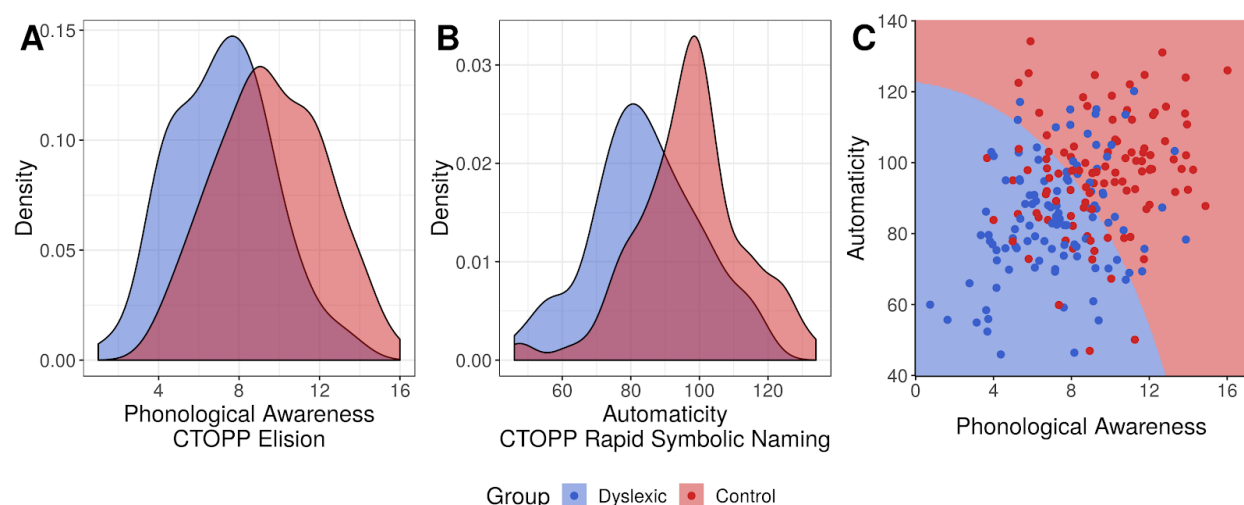 A
0.15
0.10
0.05
0.00
Density
4
8
12
16
Phonological Awareness
CTOPP Elision
B
0.03
0.02
0.01
0.00
Density
60
80
100
120
Automaticity
CTOPP Rapid Symbolic Naming
C
140
120
100
80
60
40
Automaticity
0
4
8
12
16
Phonological Awareness
Group
Dyslexic
Control